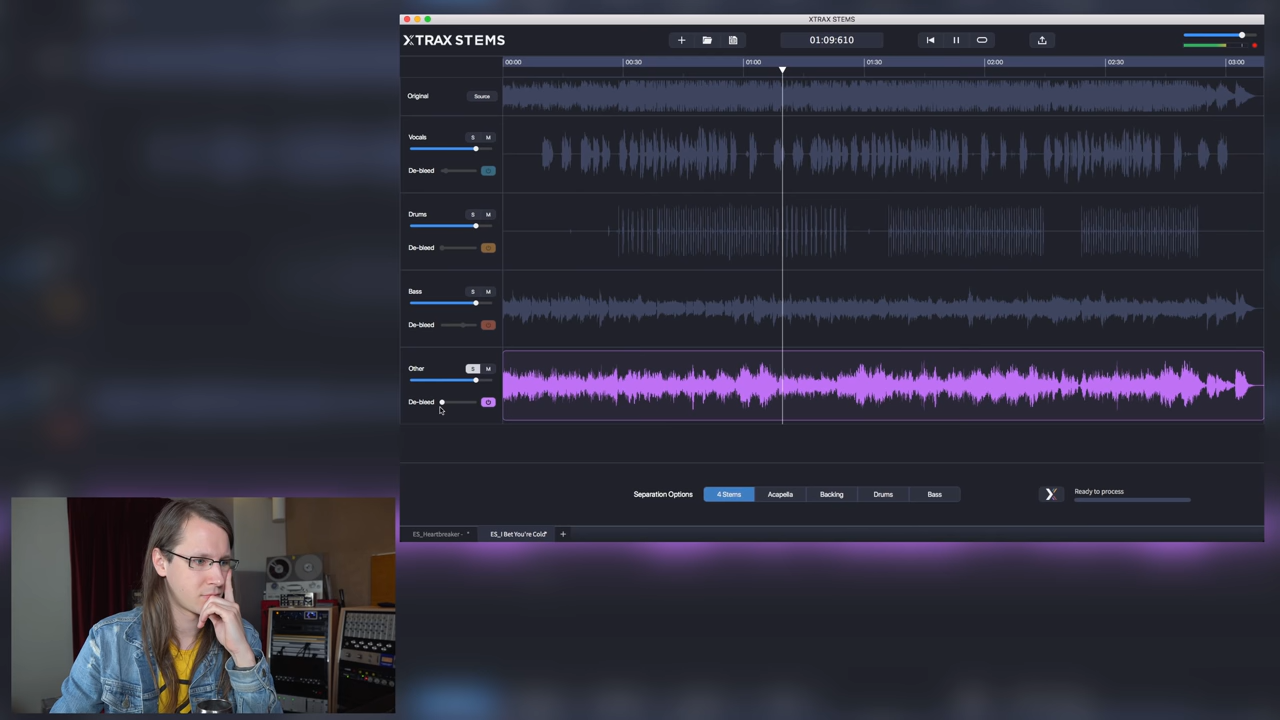 XTRAX STEMS
XTRAX STEMS
01:09:610
00:00 00:30 01:00 01:30 02:00 02:30 03:00
Original Source
Vocals S M
De-bleed
Drums S M
De-bleed
Bass S M
De-bleed
Other S M
De-bleed
Separation Options 4 Stems Acapella Backing Drums Bass X Ready to process
ES_Heartbreaker - * ES_I Bet You're Cold* +